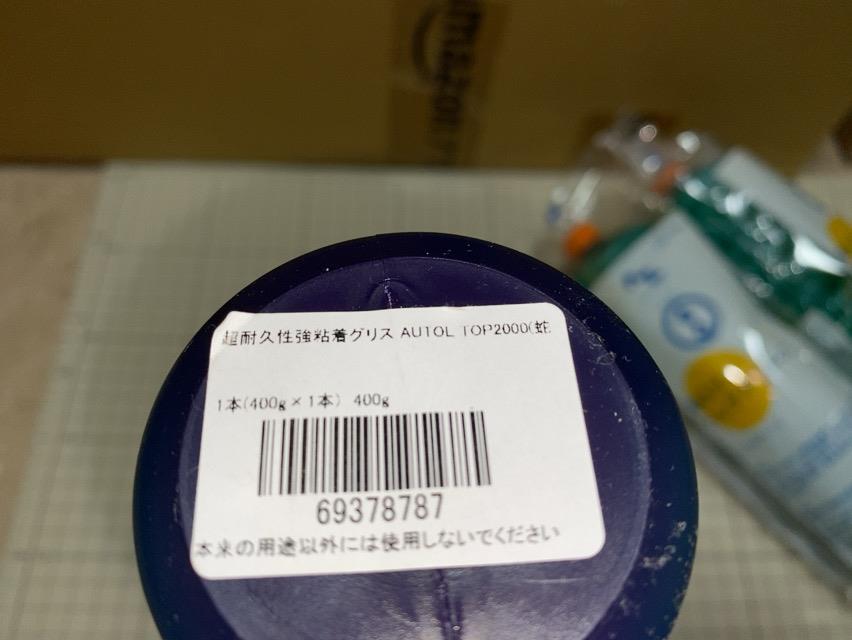 amazon
超耐久性強粘着グリス AUTOL TOP2000(蛇
1本(400g×1本) 400g
69378787
本来の用途以外には使用しないでください